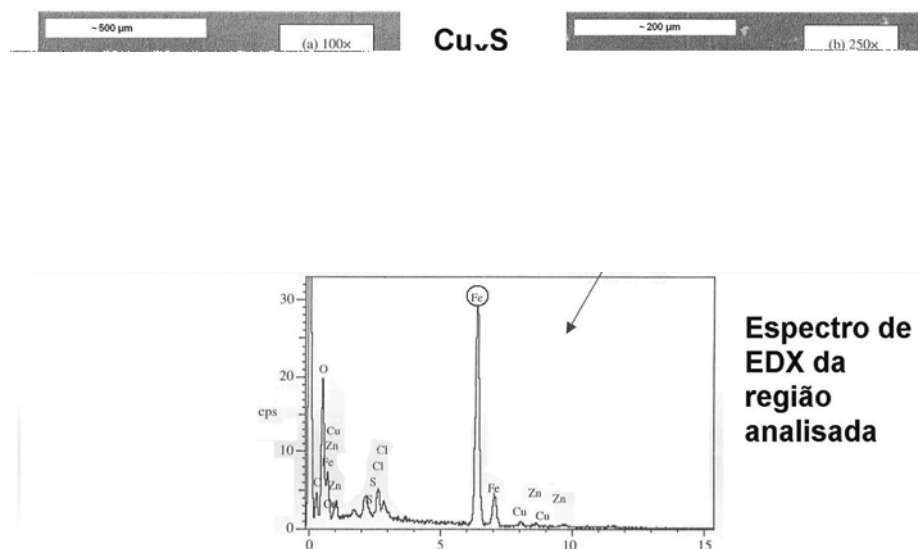 ~500 µm
(a) 100×
CuxS
~200 µm
(b) 250×
Espectro de
EDX da
região
analisada
cps
30
20
10
0
0
5
10
15
O
Cu
Zn
Fe
C
Zn
Cl
Cl
S
S
Fe
Fe
Cu
Zn
Cu
Zn